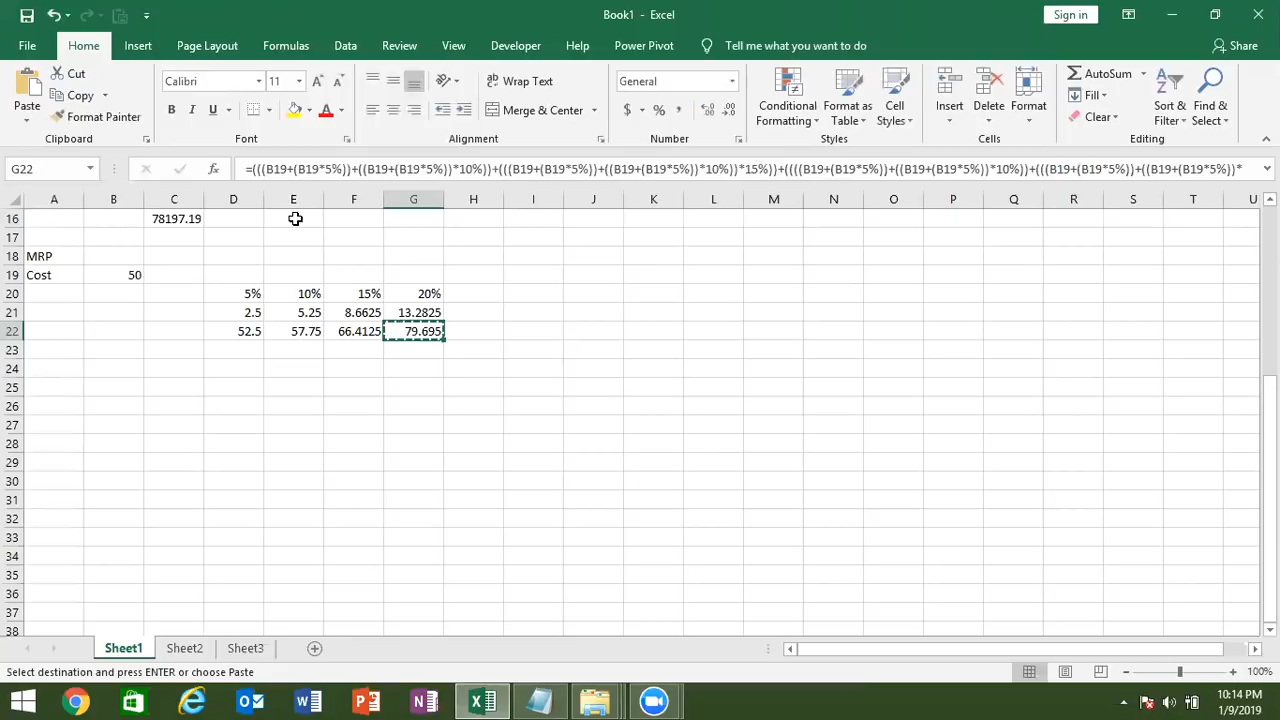 Book1 - Excel
Sign in
File Home Insert Page Layout Formulas Data Review View Developer Help Power Pivot Tell me what you want to do Share
Paste Cut Copy Format Painter Clipboard
Calibri 11 B I U Font
Wrap Text Merge & Center Alignment
General $ % , Number
Conditional Formatting Format as Table Cell Styles Styles
Insert Delete Format Cells
AutoSum Fill Clear Sort & Filter Find & Select Editing
G22 fx =(((B19+(B19*5%))+((B19+(B19*5%))*10%))+(((B19+(B19*5%))+((B19+(B19*5%))*10%))*15%))+((((B19+(B19*5%))+((B19+(B19*5%))*10%))+(((B19+(B19*5%))+((B19+(B19*5%))*
A B C D E F G H I J K L M N O P Q R S T U
16 78197.19
17
18 MRP
19 Cost 50
20 5% 10% 15% 20%
21 2.5 5.25 8.6625 13.2825
22 52.5 57.75 66.4125 79.695
23
24
25
26
27
28
29
30
31
32
33
34
35
36
37
38
Sheet1 Sheet2 Sheet3
Select destination and press ENTER or choose Paste 100%
10:14 PM
1/9/2019